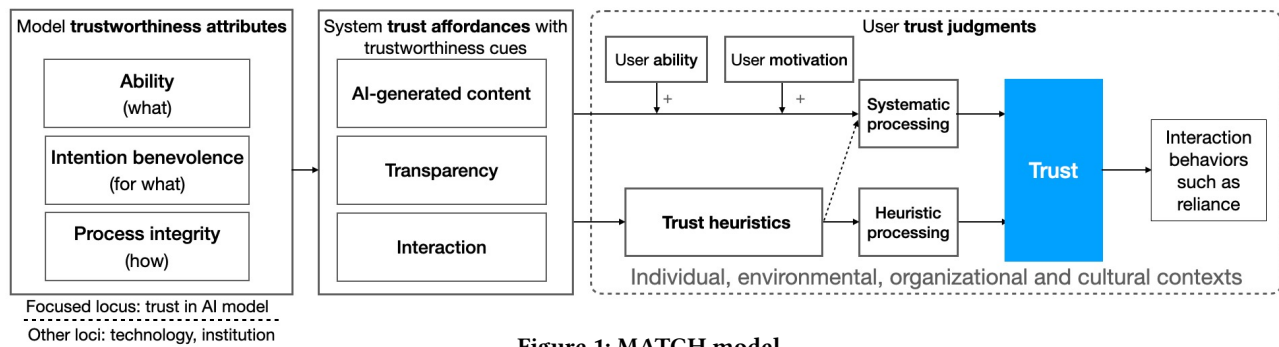 Model trustworthiness attributes
Ability
(what)
Intention benevolence
(for what)
Process integrity
(how)
Focused locus: trust in AI model
Other loci: technology, institution
System trust affordances with
trustworthiness cues
AI-generated content
Transparency
Interaction
User trust judgments
User ability
+
User motivation
+
Systematic
processing
Trust heuristics
Heuristic
processing
Trust
Interaction
behaviors
such as
reliance
Individual, environmental, organizational and cultural contexts
Figure 1: MATCH model